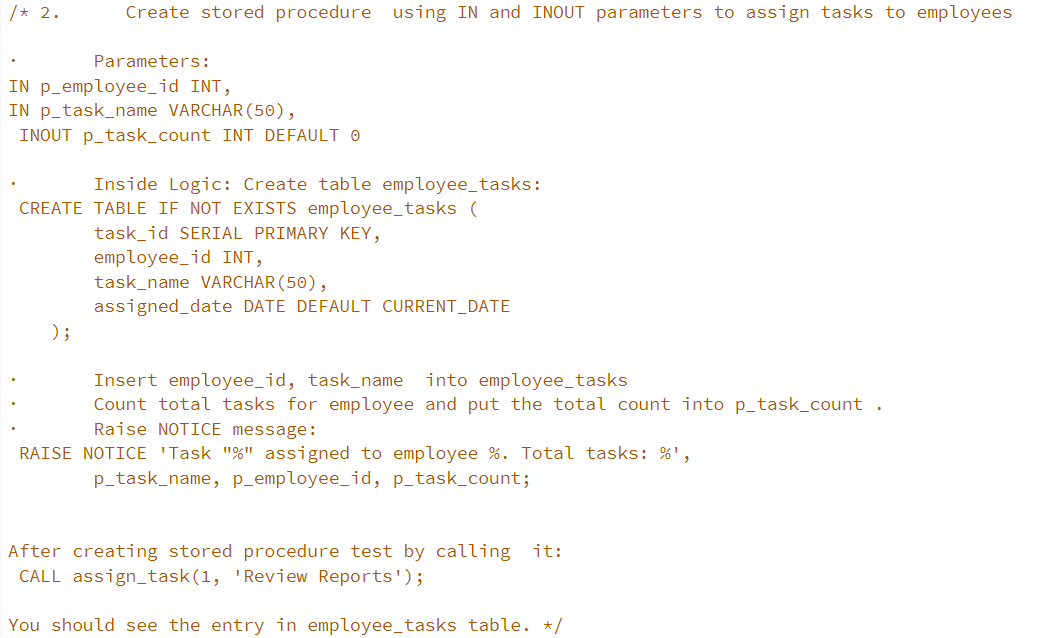 /* 2.      Create stored procedure  using IN and INOUT parameters to assign tasks to employees
·       Parameters:
IN p_employee_id INT,
IN p_task_name VARCHAR(50),
 INOUT p_task_count INT DEFAULT 0
·       Inside Logic: Create table employee_tasks:
 CREATE TABLE IF NOT EXISTS employee_tasks (
        task_id SERIAL PRIMARY KEY,
        employee_id INT,
        task_name VARCHAR(50),
        assigned_date DATE DEFAULT CURRENT_DATE
    );
·       Insert employee_id, task_name  into employee_tasks
·       Count total tasks for employee and put the total count into p_task_count .
·       Raise NOTICE message:
 RAISE NOTICE 'Task "%" assigned to employee %. Total tasks: %',
        p_task_name, p_employee_id, p_task_count;
After creating stored procedure test by calling  it:
 CALL assign_task(1, 'Review Reports');
You should see the entry in employee_tasks table. */